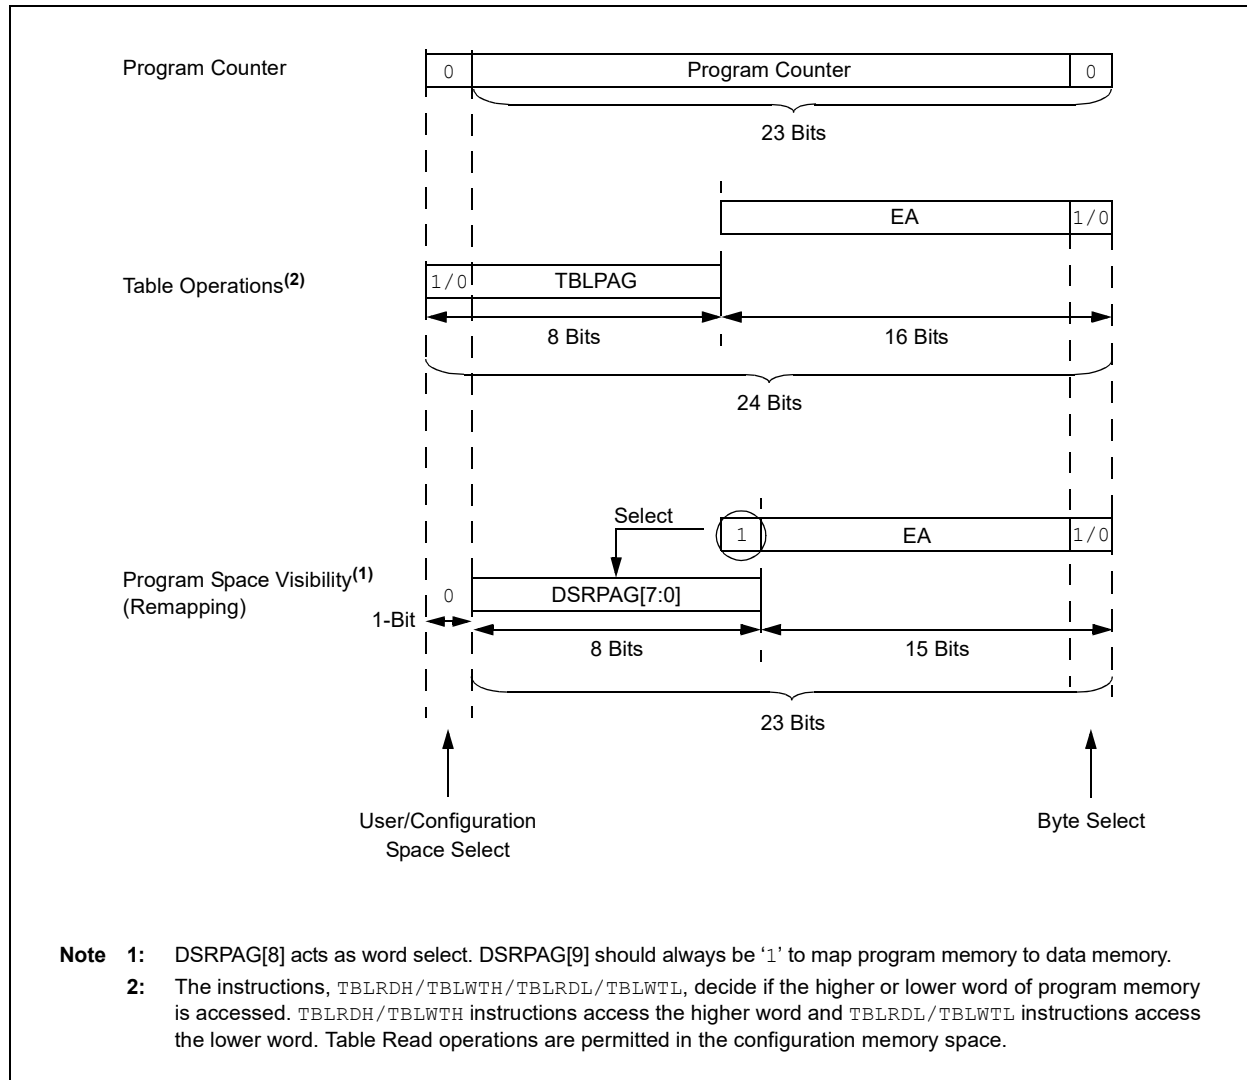 Program Counter
0
Program Counter
0
23 Bits
EA
1/0
Table Operations(2)
1/0
TBLPAG
8 Bits
16 Bits
24 Bits
Select
1
EA
1/0
Program Space Visibility(1)
(Remapping)
0
DSRPAG[7:0]
1-Bit
8 Bits
15 Bits
23 Bits
User/Configuration
Space Select
Byte Select
Note 1: DSRPAG[8] acts as word select. DSRPAG[9] should always be ‘1’ to map program memory to data memory.
2: The instructions, TBLRDH/TBLWTH/TBLRDL/TBLWTL, decide if the higher or lower word of program memory
is accessed. TBLRDH/TBLWTH instructions access the higher word and TBLRDL/TBLWTL instructions access
the lower word. Table Read operations are permitted in the configuration memory space.